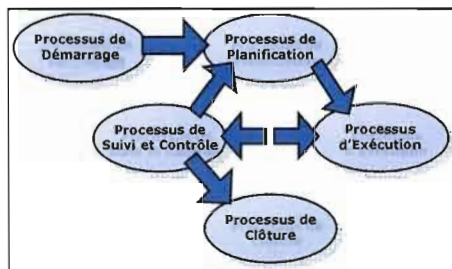 Processus de
Démarrage
Processus de
Planification
Processus de
Suivi et Contrôle
Processus
d'Exécution
Processus de
Clôture